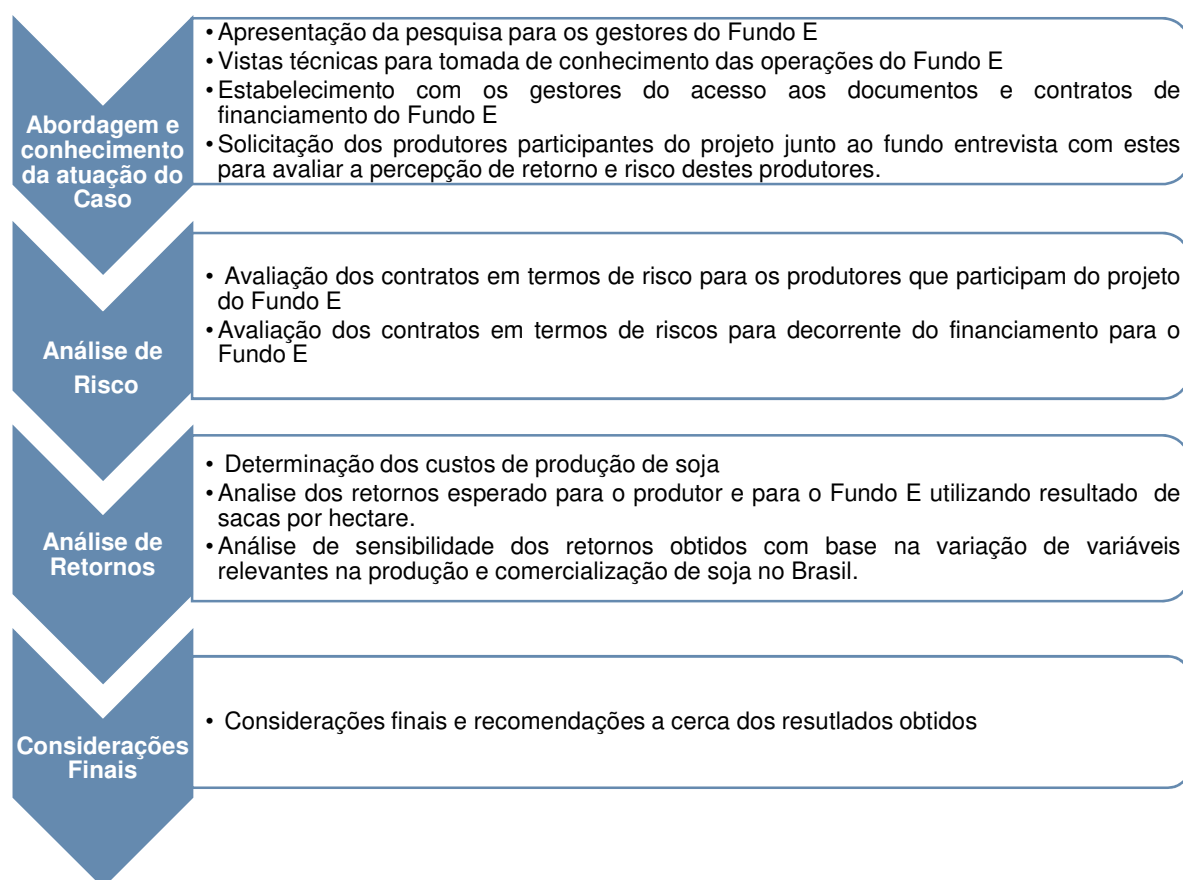 Abordagem e
conhecimento
da atuação do
Caso
• Apresentação da pesquisa para os gestores do Fundo E
• Vistas técnicas para tomada de conhecimento das operações do Fundo E
• Estabelecimento com os gestores do acesso aos documentos e contratos de
financiamento do Fundo E
• Solicitação dos produtores participantes do projeto junto ao fundo entrevista com estes
para avaliar a percepção de retorno e risco destes produtores.
Análise de
Risco
• Avaliação dos contratos em termos de risco para os produtores que participam do projeto
do Fundo E
• Avaliação dos contratos em termos de riscos para decorrente do financiamento para o
Fundo E
Análise de
Retornos
• Determinação dos custos de produção de soja
• Analise dos retornos esperado para o produtor e para o Fundo E utilizando resultado de
sacas por hectare.
• Análise de sensibilidade dos retornos obtidos com base na variação de variáveis
relevantes na produção e comercialização de soja no Brasil.
Considerações
Finais
• Considerações finais e recomendações a cerca dos resutlados obtidos